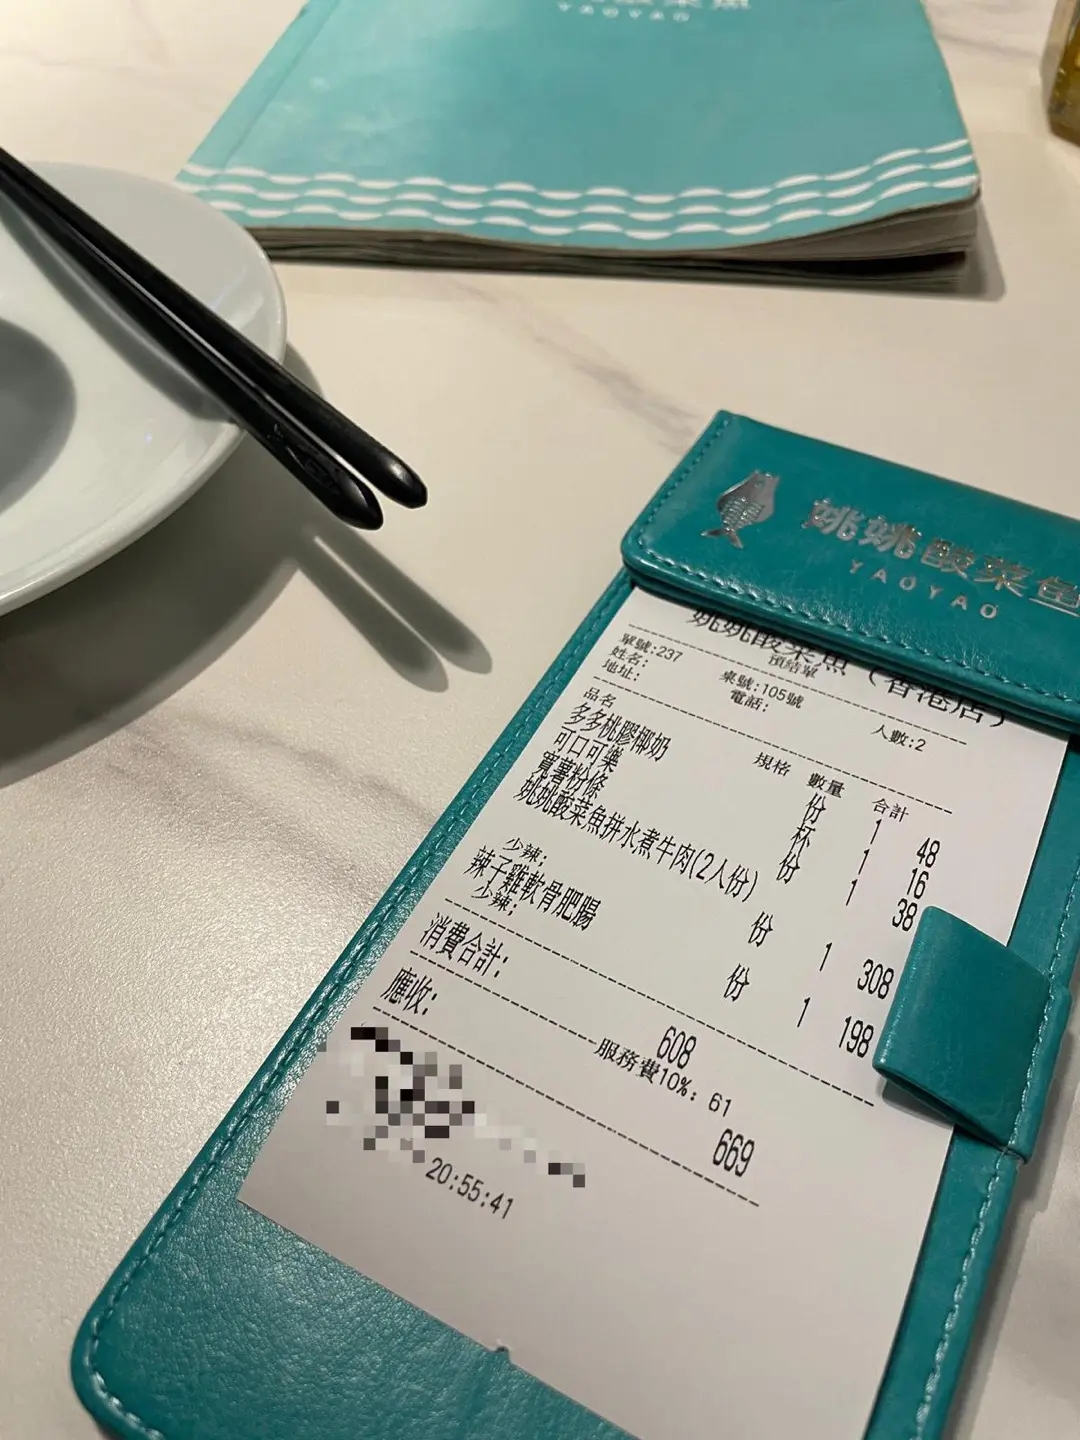 YAOYAO
姚姚酸菜鱼
YAOYAO
姚姚酸菜魚（香港店）
預結單
單號:237 桌號:105號 人數:2
姓名: 電話:
地址:
品名 規格 數量 合計
多多桃膠椰奶 份 1 48
可口可樂 杯 1 16
寬薯粉條 份 1 38
姚姚酸菜魚拼水煮牛肉(2人份) 份 1 308
少辣;
辣子雞軟骨肥腸 份 1 198
少辣;
消費合計: 608
服務費10%: 61
應收: 669
20:55:41